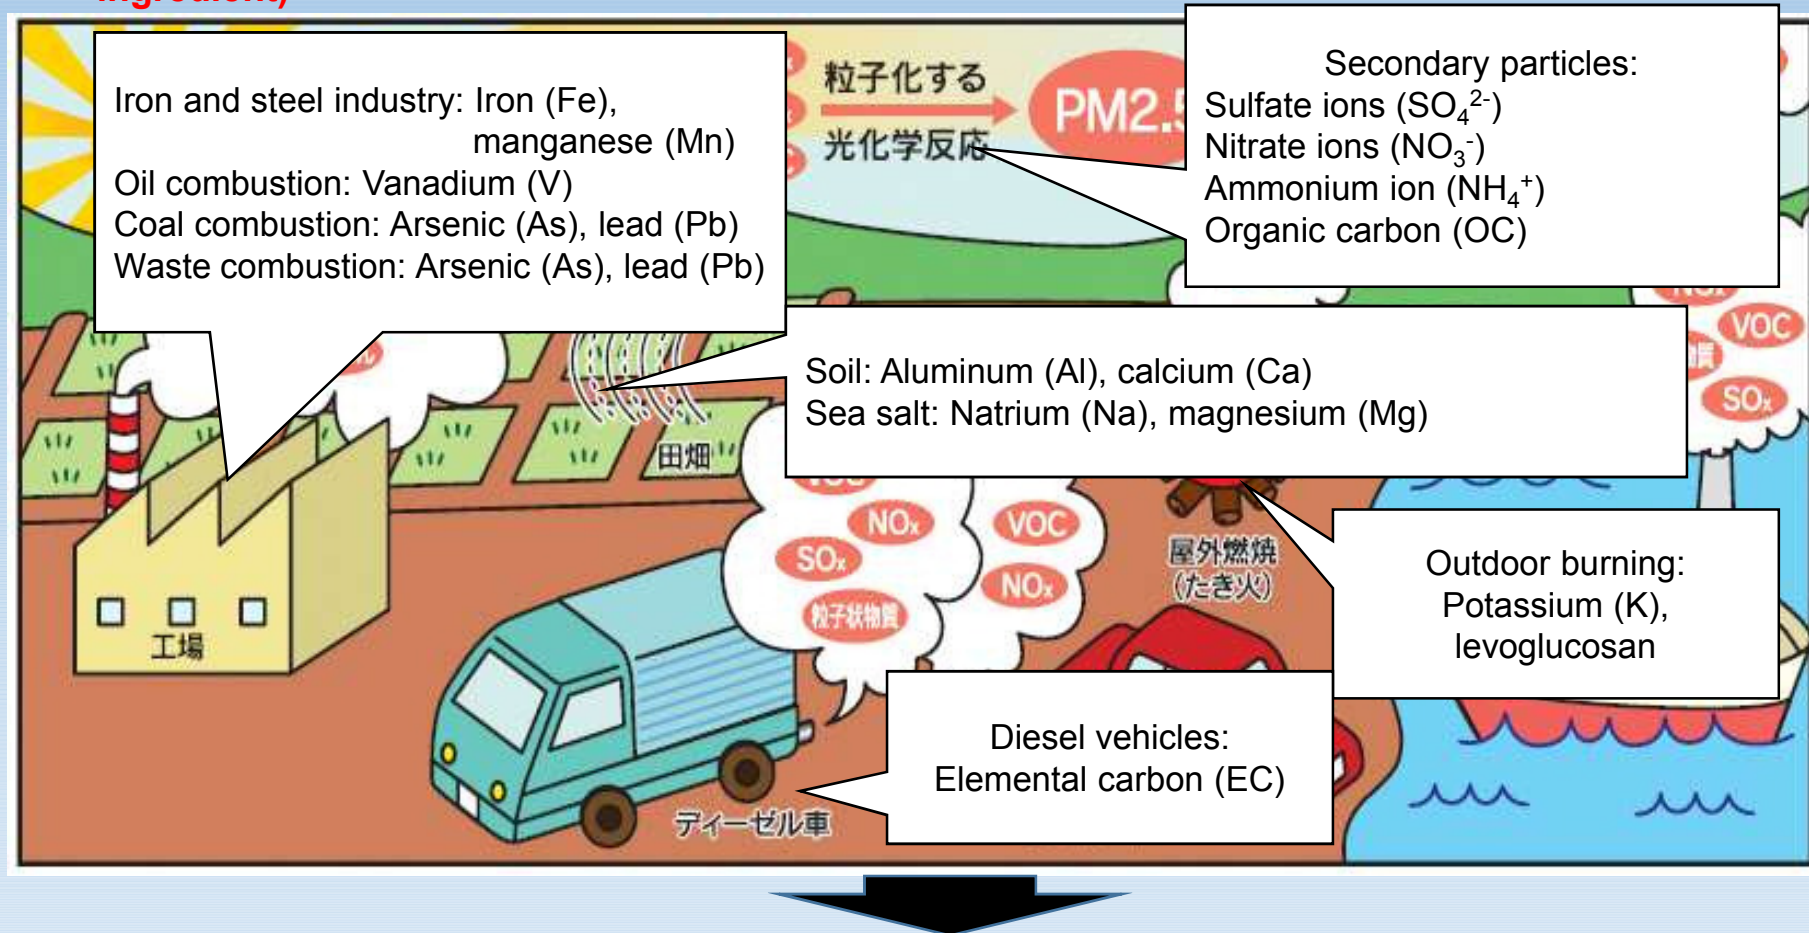 ingredient)
Iron and steel industry: Iron (Fe),
manganese (Mn)
Oil combustion: Vanadium (V)
Coal combustion: Arsenic (As), lead (Pb)
Waste combustion: Arsenic (As), lead (Pb)
粒子化する
光化学反応
PM2.5
Secondary particles:
Sulfate ions (SO₄²⁻)
Nitrate ions (NO₃⁻)
Ammonium ion (NH₄⁺)
Organic carbon (OC)
NOx
VOC
SOx
Soil: Aluminum (Al), calcium (Ca)
Sea salt: Natrium (Na), magnesium (Mg)
田畑
VOC
NOx
SOx
粒子状物質
VOC
NOx
屋外燃焼
(たき火)
Outdoor burning:
Potassium (K),
levoglucosan
工場
Diesel vehicles:
Elemental carbon (EC)
ディーゼル車